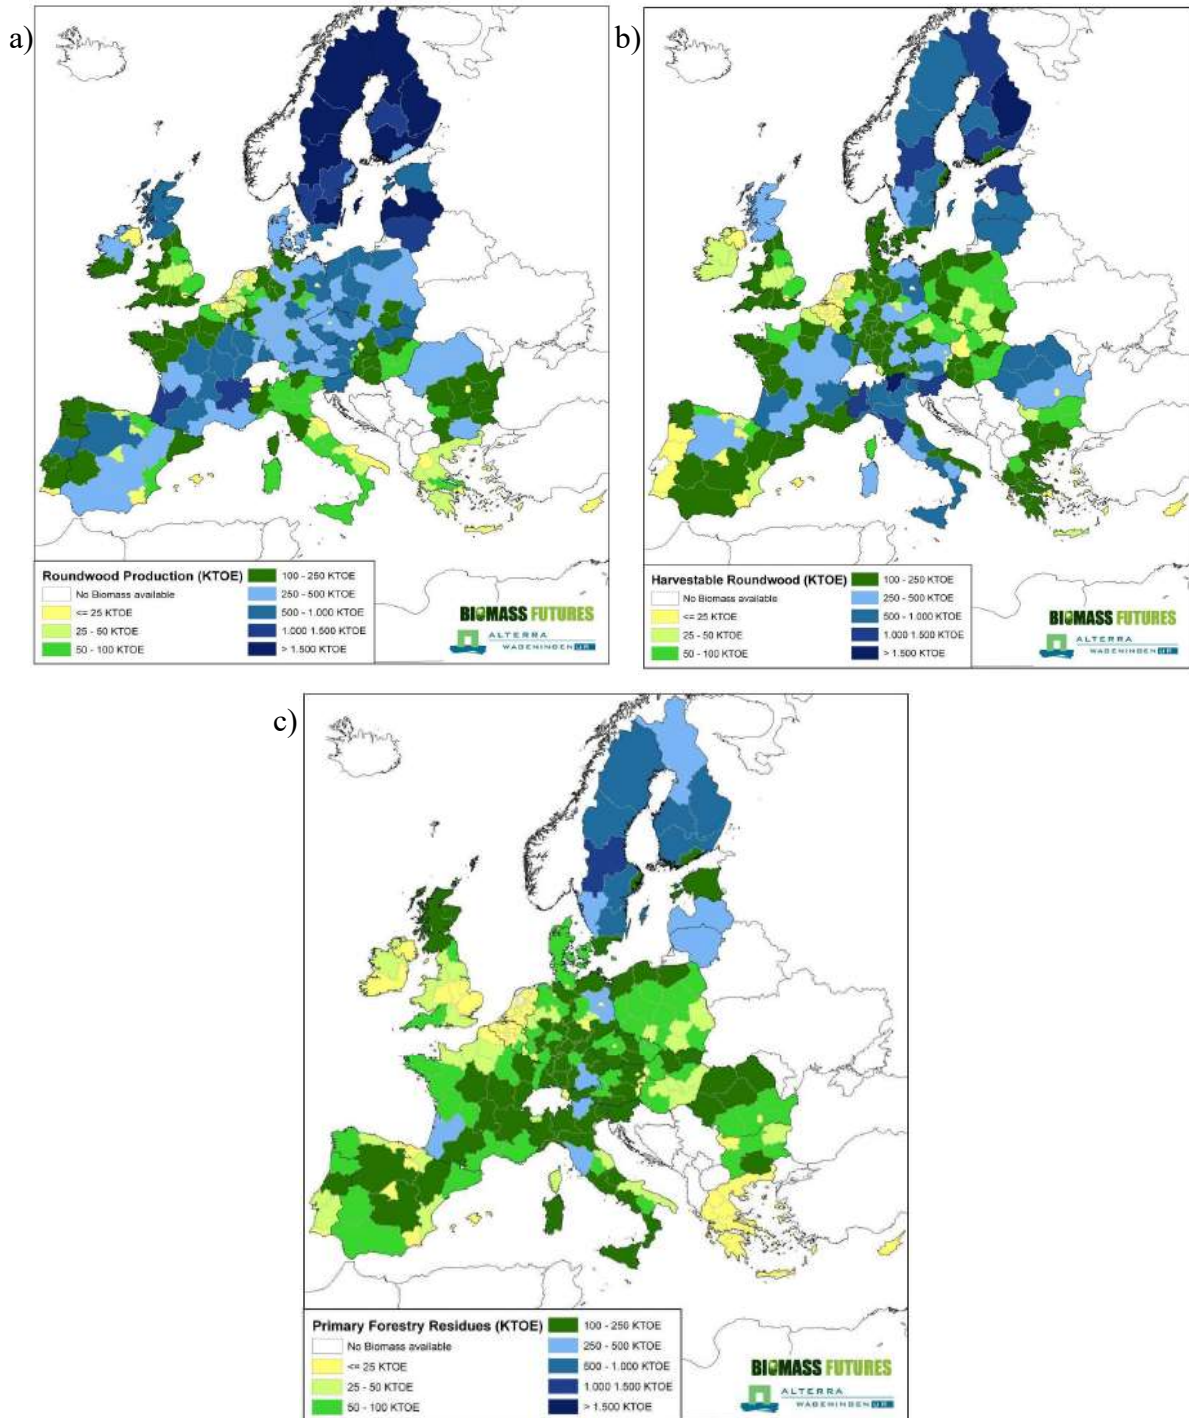 a)
Roundwood Production (KTOE)
No Biomass available
<= 25 KTOE
25 - 50 KTOE
50 - 100 KTOE
100 - 250 KTOE
250 - 500 KTOE
500 - 1.000 KTOE
1.000 1.500 KTOE
> 1.500 KTOE
BIOMASS FUTURES
ALTERRA
WAGENINGEN UR
b)
Harvestable Roundwood (KTOE)
No Biomass available
<= 25 KTOE
25 - 50 KTOE
50 - 100 KTOE
100 - 250 KTOE
250 - 500 KTOE
500 - 1.000 KTOE
1.000 1.500 KTOE
> 1.500 KTOE
BIOMASS FUTURES
ALTERRA
WAGENINGEN UR
c)
Primary Forestry Residues (KTOE)
No Biomass available
<= 25 KTOE
25 - 50 KTOE
50 - 100 KTOE
100 - 250 KTOE
250 - 500 KTOE
500 - 1.000 KTOE
1.000 1.500 KTOE
> 1.500 KTOE
BIOMASS FUTURES
ALTERRA
WAGENINGEN UR